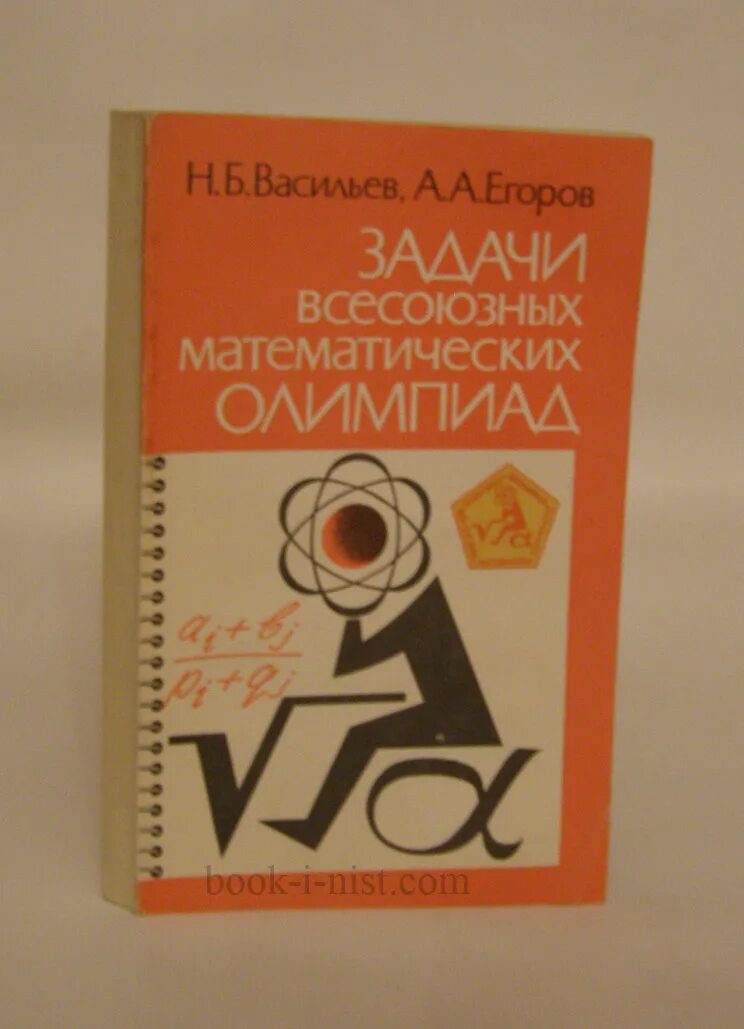 Н.Б.Васильев, А.А.Егоров
ЗАДАЧИ
ВСЕСОЮЗНЫХ
МАТЕМАТИЧЕСКИХ
ОЛИМПИАД
aᵢ + bⱼ
pᵢ + qⱼ
√ α
√ α
book-i-nist.com